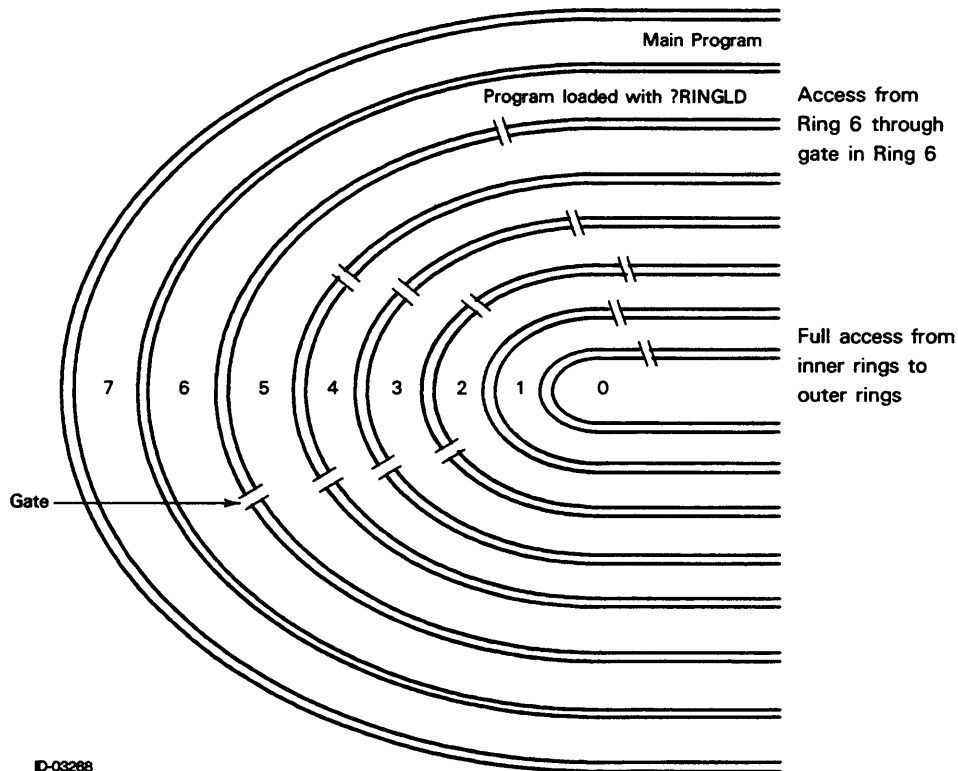 Main Program
Program loaded with ?RINGLD
Access from
Ring 6 through
gate in Ring 6
Full access from
inner rings to
outer rings
7 6 5 4 3 2 1 0
Gate
ID-03268